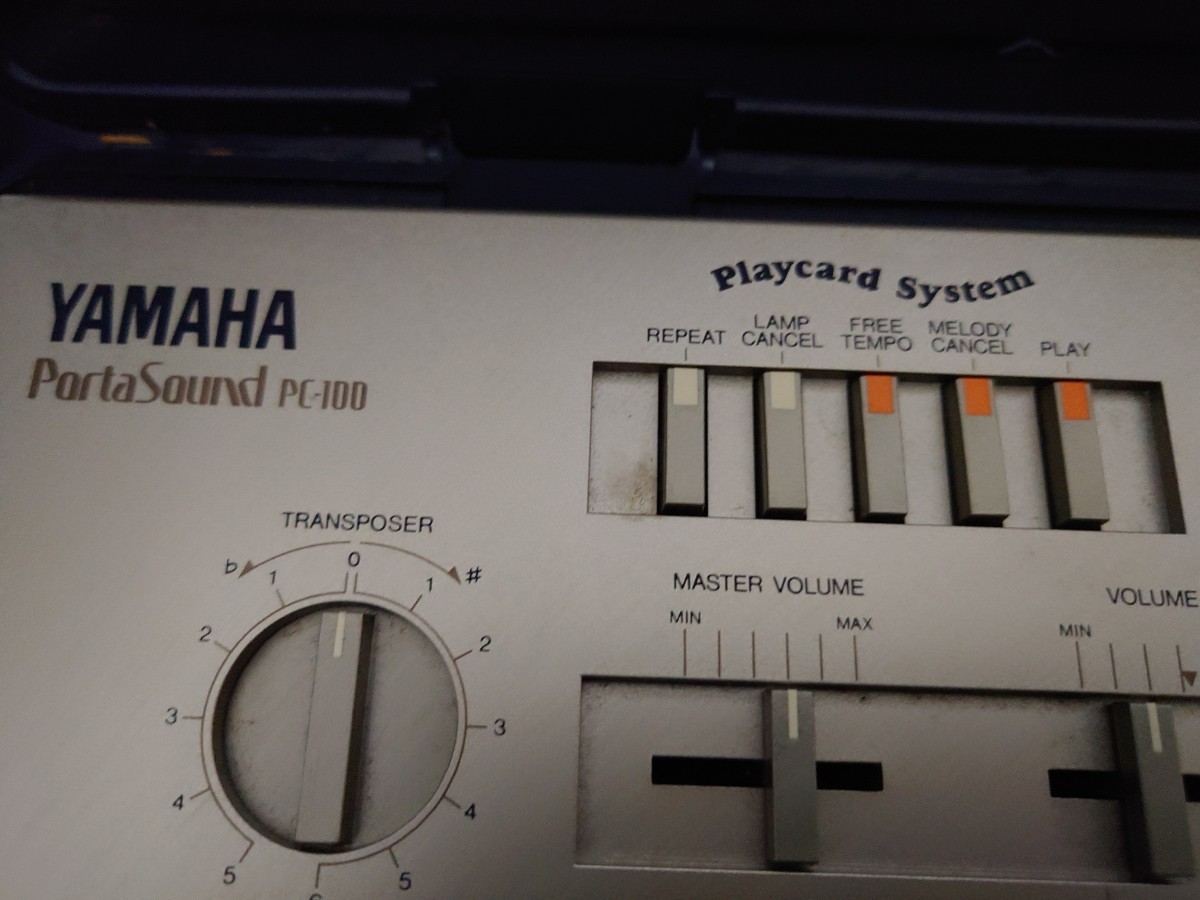 YAMAHA
PortaSound PC-100
Playcard System
REPEAT
LAMP
CANCEL
FREE
TEMPO
MELODY
CANCEL
PLAY
TRANSPOSER
♭ 0 #
1 1
2 2
3 3
4 4
5 5
6
MASTER VOLUME
MIN MAX
VOLUME
MIN